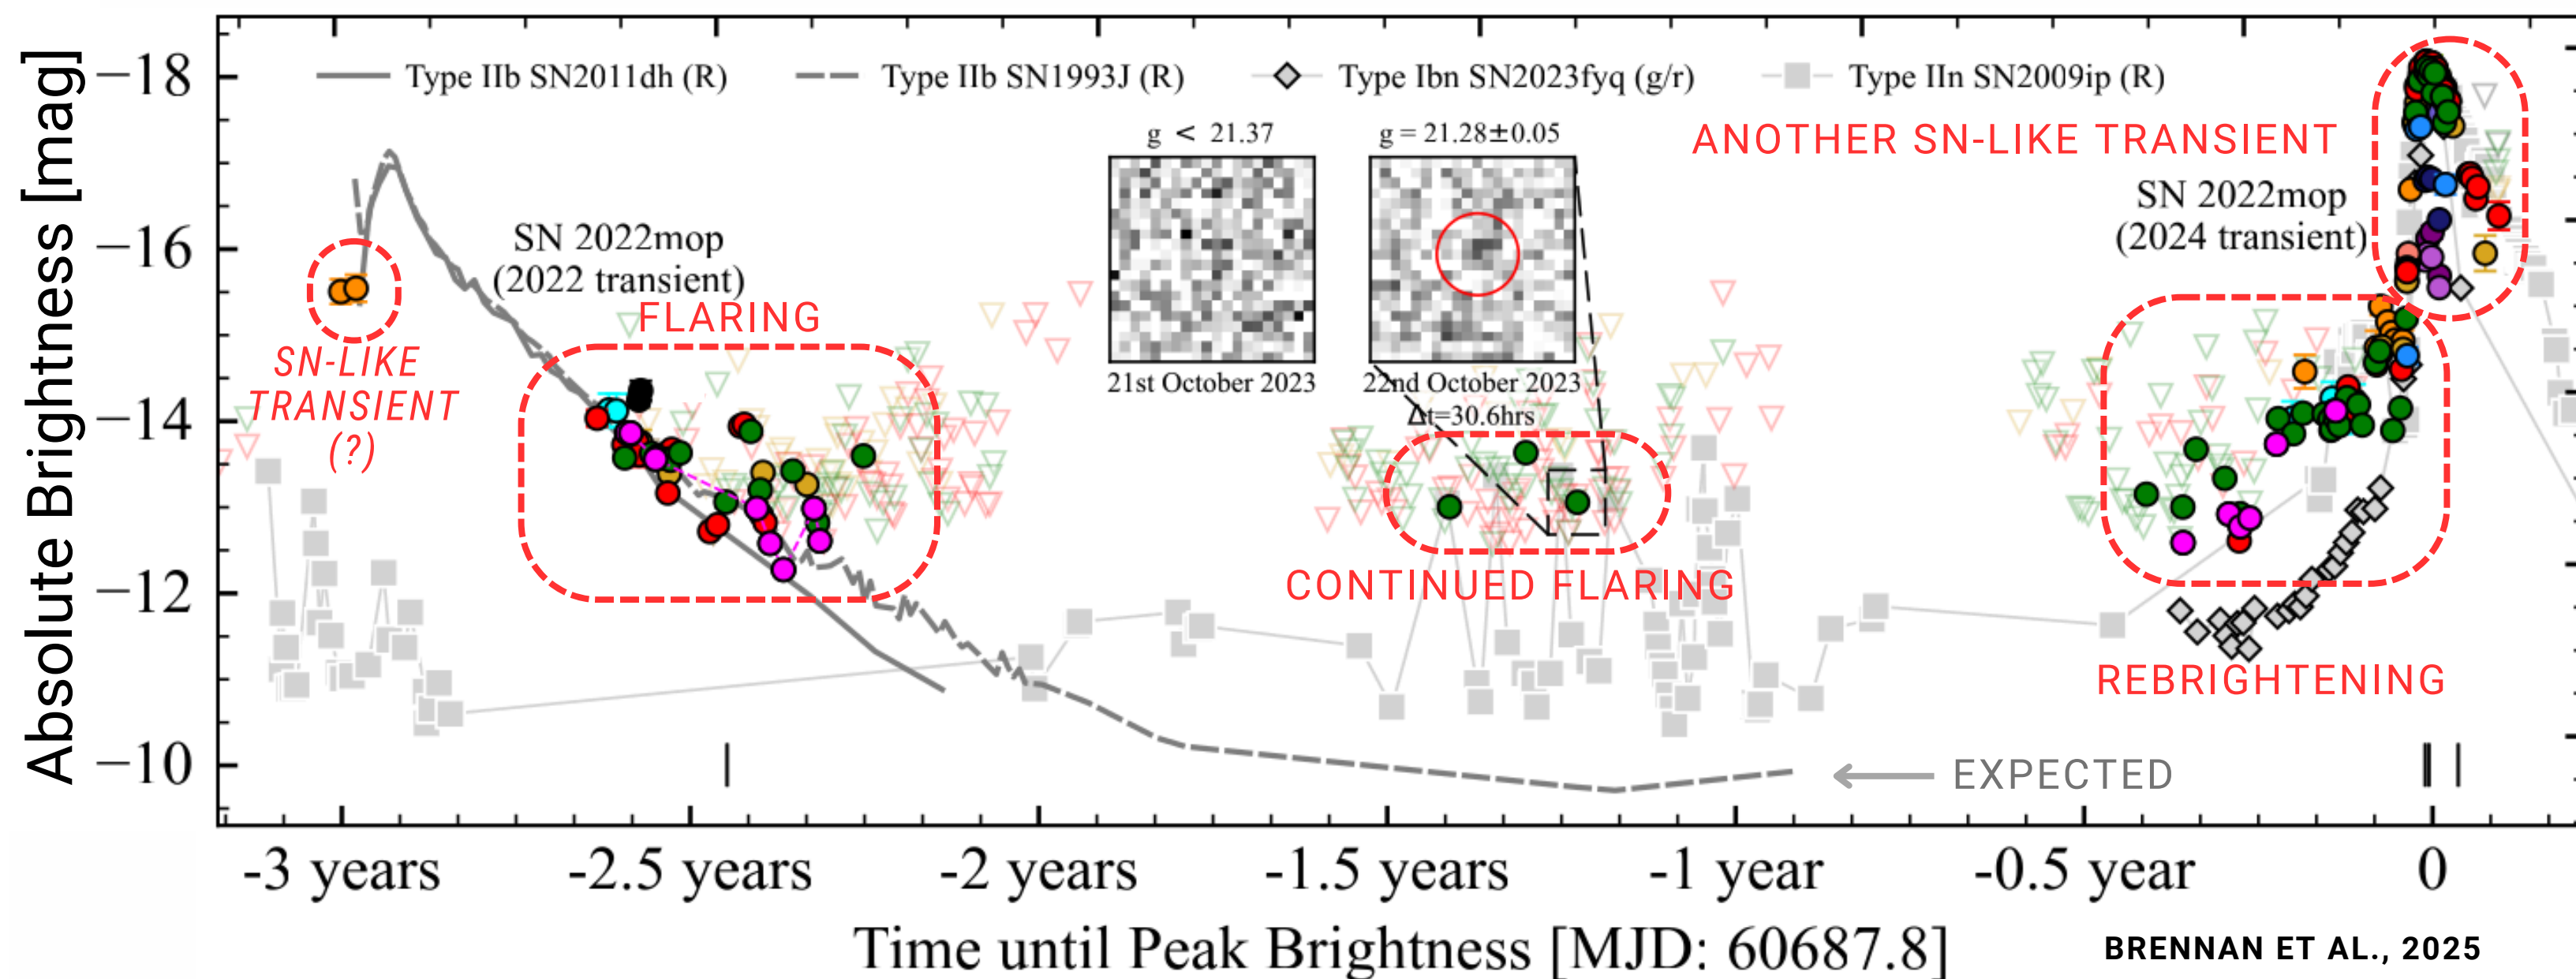 Absolute Brightness [mag]
−18
−16
−14
−12
−10
Type IIb SN2011dh (R)
Type IIb SN1993J (R)
Type Ibn SN2023fyq (g/r)
Type IIn SN2009ip (R)
SN-LIKE
TRANSIENT
(?)
SN 2022mop
(2022 transient)
FLARING
g < 21.37
21st October 2023
g = 21.28±0.05
22nd October 2023
Δt=30.6hrs
CONTINUED FLARING
ANOTHER SN-LIKE TRANSIENT
SN 2022mop
(2024 transient)
REBRIGHTENING
EXPECTED
-3 years
-2.5 years
-2 years
-1.5 years
-1 year
-0.5 year
0
Time until Peak Brightness [MJD: 60687.8]
BRENNAN ET AL., 2025